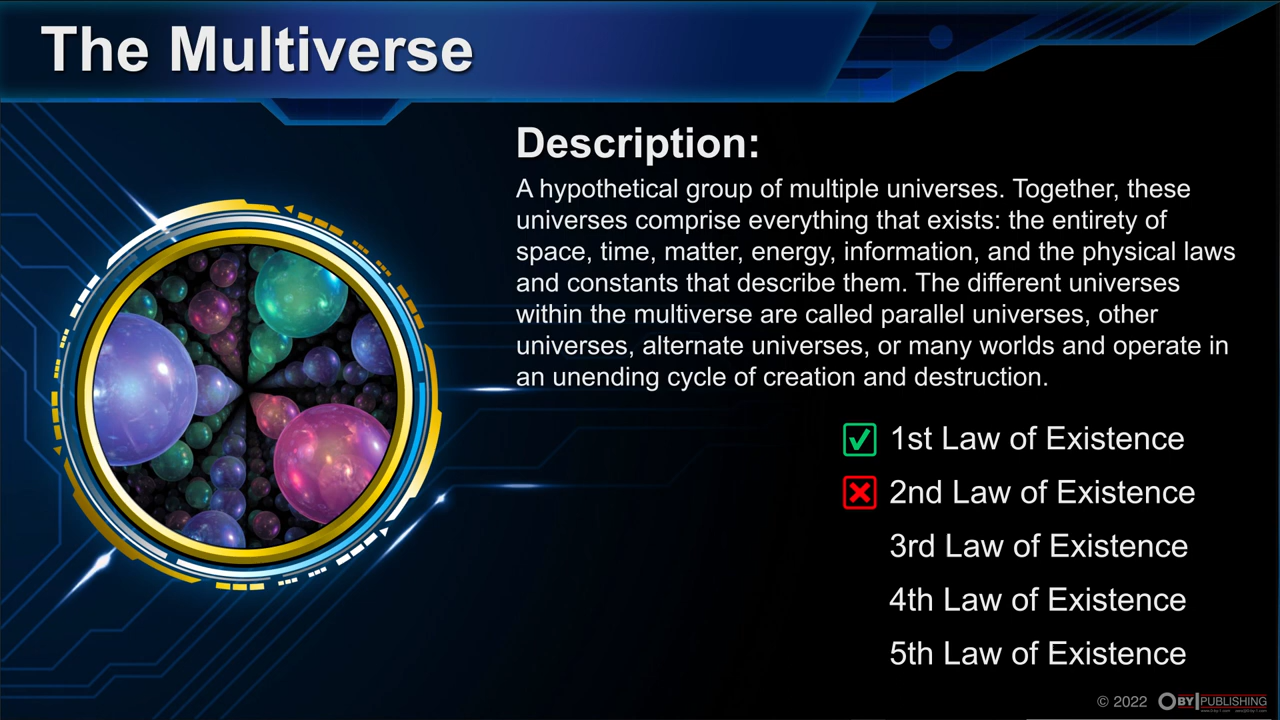 The Multiverse
Description:
A hypothetical group of multiple universes. Together, these
universes comprise everything that exists: the entirety of
space, time, matter, energy, information, and the physical laws
and constants that describe them. The different universes
within the multiverse are called parallel universes, other
universes, alternate universes, or many worlds and operate in
an unending cycle of creation and destruction.
1st Law of Existence
2nd Law of Existence
3rd Law of Existence
4th Law of Existence
5th Law of Existence
© 2022 BY PUBLISHING